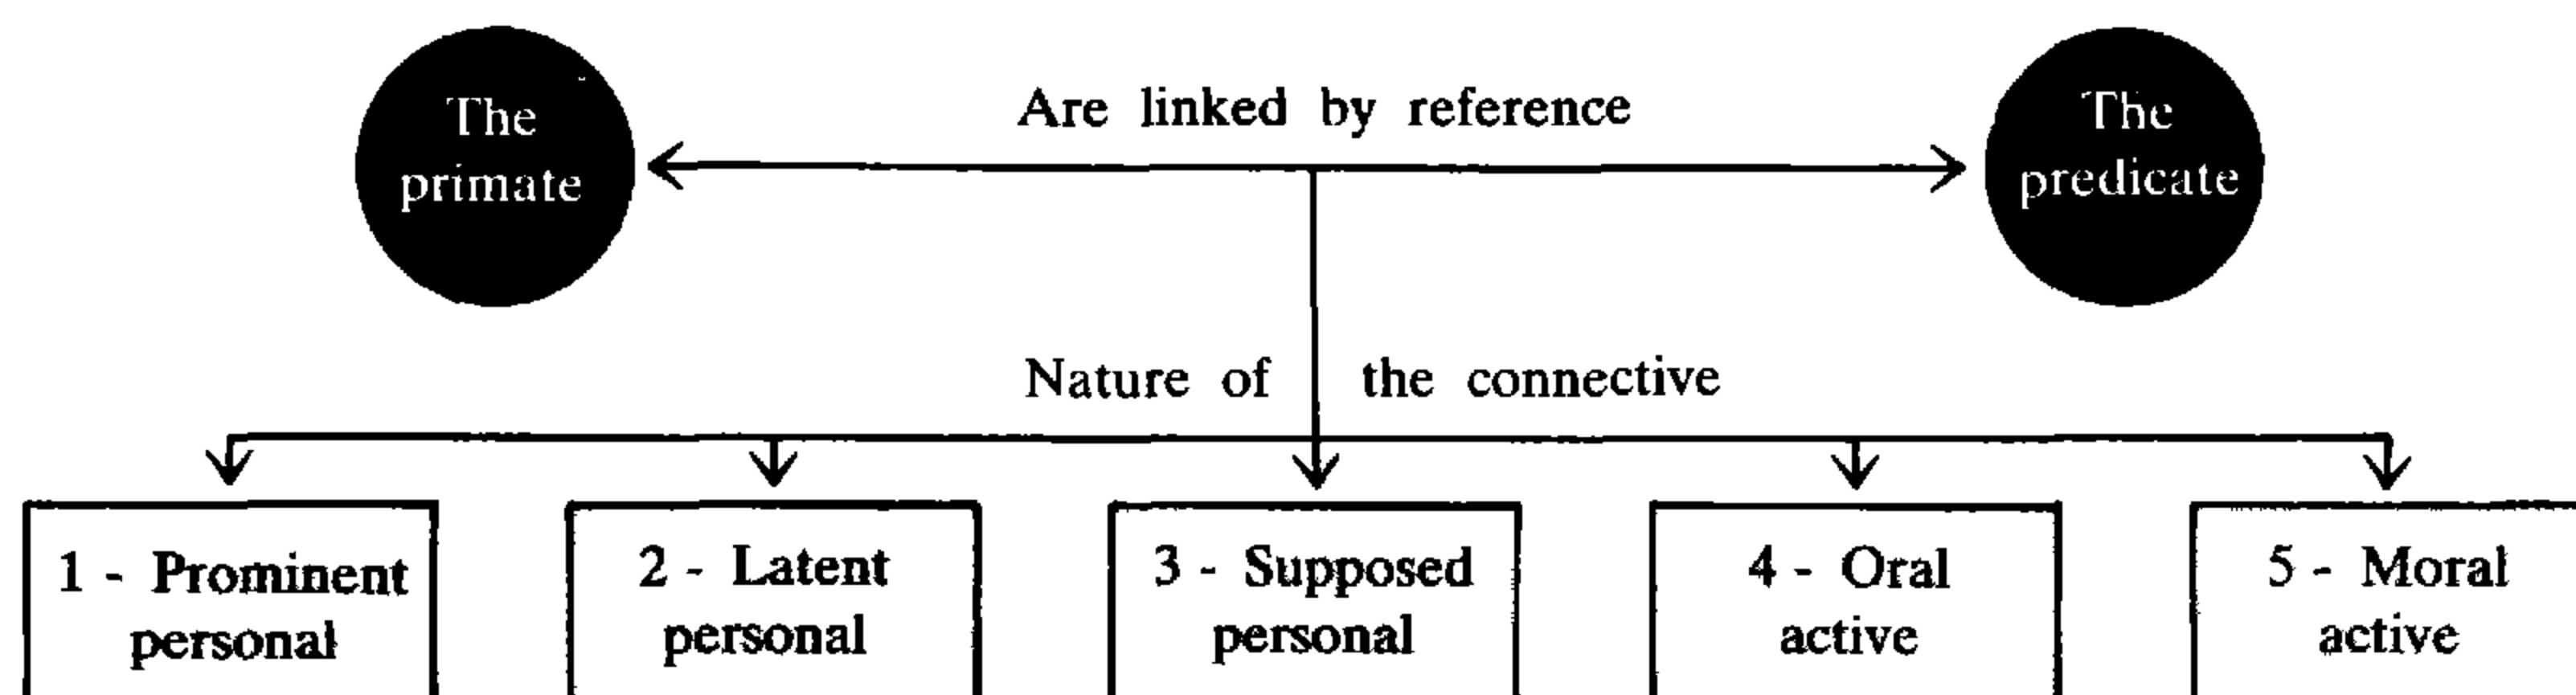 The
primate
Are linked by reference
The
predicate
Nature of the connective
1 - Prominent
personal
2 - Latent
personal
3 - Supposed
personal
4 - Oral
active
5 - Moral
active